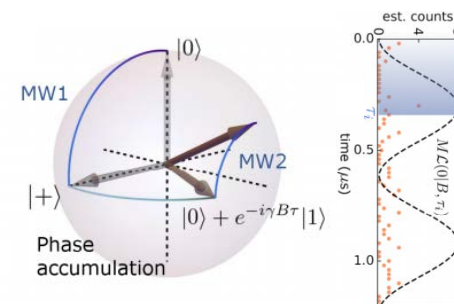 |0⟩
MW1
MW2
|+⟩
|0⟩ + e^{-iγBτ}|1⟩
Phase
accumulation
est. counts
0 4
0.0
0.5
1.0
time (μs)
τ_i
Mℒ(0|B, τ_i)